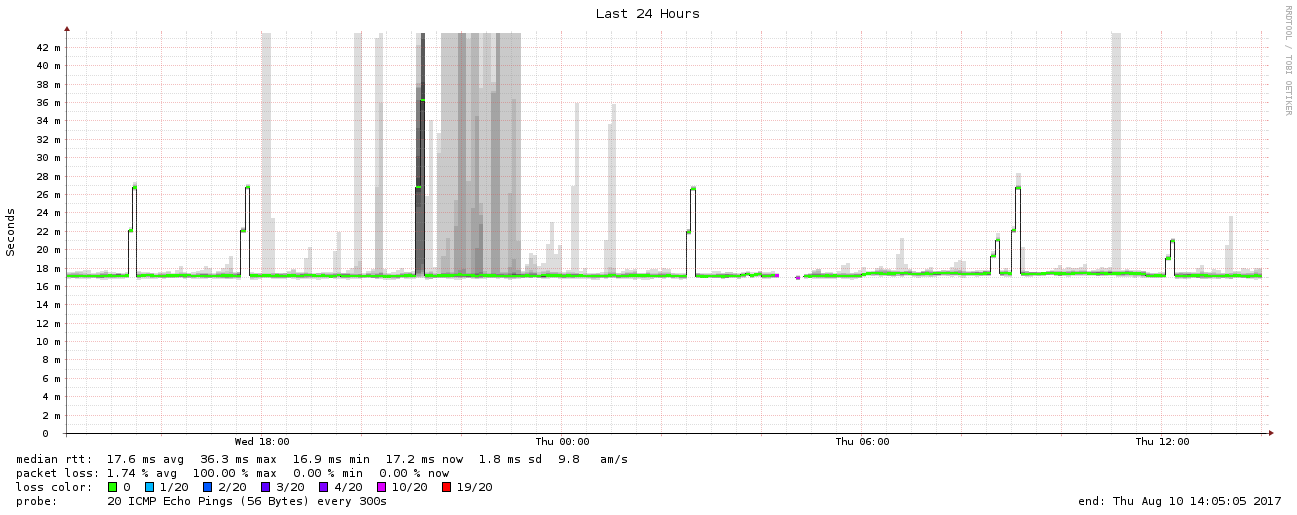 Last 24 Hours
RRDTOOL / TOBI OETIKER
Seconds
42 m
40 m
38 m
36 m
34 m
32 m
30 m
28 m
26 m
24 m
22 m
20 m
18 m
16 m
14 m
12 m
10 m
8 m
6 m
4 m
2 m
0
Wed 18:00 Thu 00:00 Thu 06:00 Thu 12:00
median rtt: 17.6 ms avg 36.3 ms max 16.9 ms min 17.2 ms now 1.8 ms sd 9.8 am/s
packet loss: 1.74 % avg 100.00 % max 0.00 % min 0.00 % now
loss color: 0 1/20 2/20 3/20 4/20 10/20 19/20
probe: 20 ICMP Echo Pings (56 Bytes) every 300s end: Thu Aug 10 14:05:05 2017